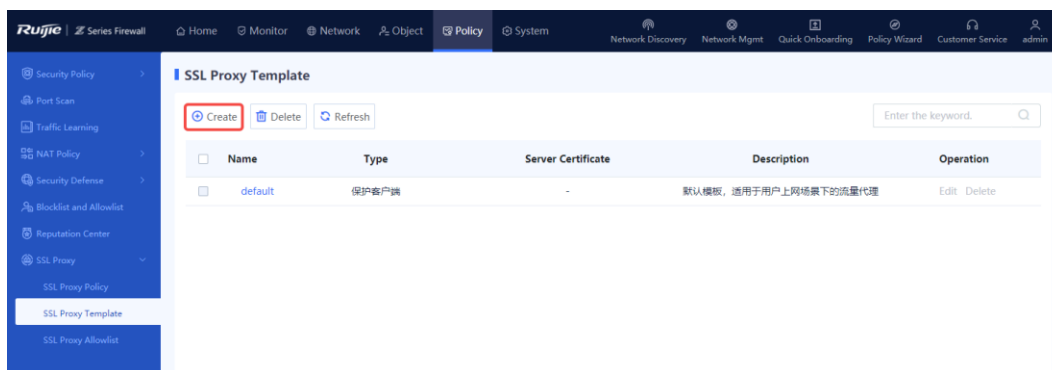 Ruijie | Z Series Firewall
Home Monitor Network Object Policy System
Network Discovery Network Mgmt Quick Onboarding Policy Wizard Customer Service admin
Security Policy
Port Scan
Traffic Learning
NAT Policy
Security Defense
Blocklist and Allowlist
Reputation Center
SSL Proxy
SSL Proxy Policy
SSL Proxy Template
SSL Proxy Allowlist
SSL Proxy Template
Create Delete Refresh Enter the keyword.
Name Type Server Certificate Description Operation
default 保护客户端 - 默认模板，适用于用户上网场景下的流量代理 Edit Delete